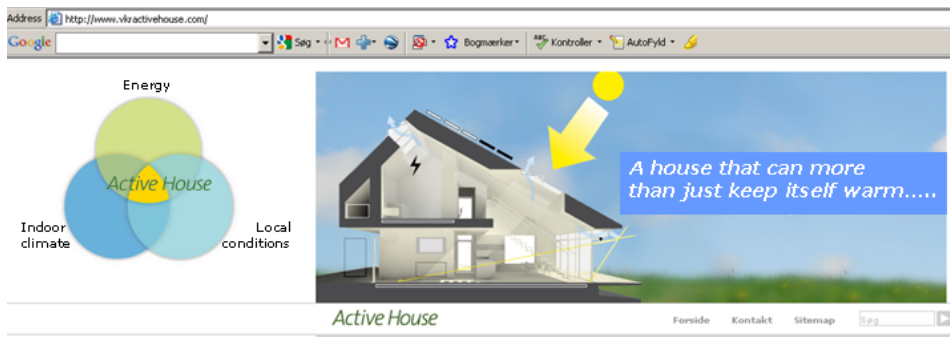 Address http://www.vkractivehouse.com/
Google Søg Bogmærker ABC Kontroller AutoFyld
Energy
Active House
Indoor climate
Local conditions
A house that can more
than just keep itself warm.....
Active House
Forside Kontakt Sitemap Søg